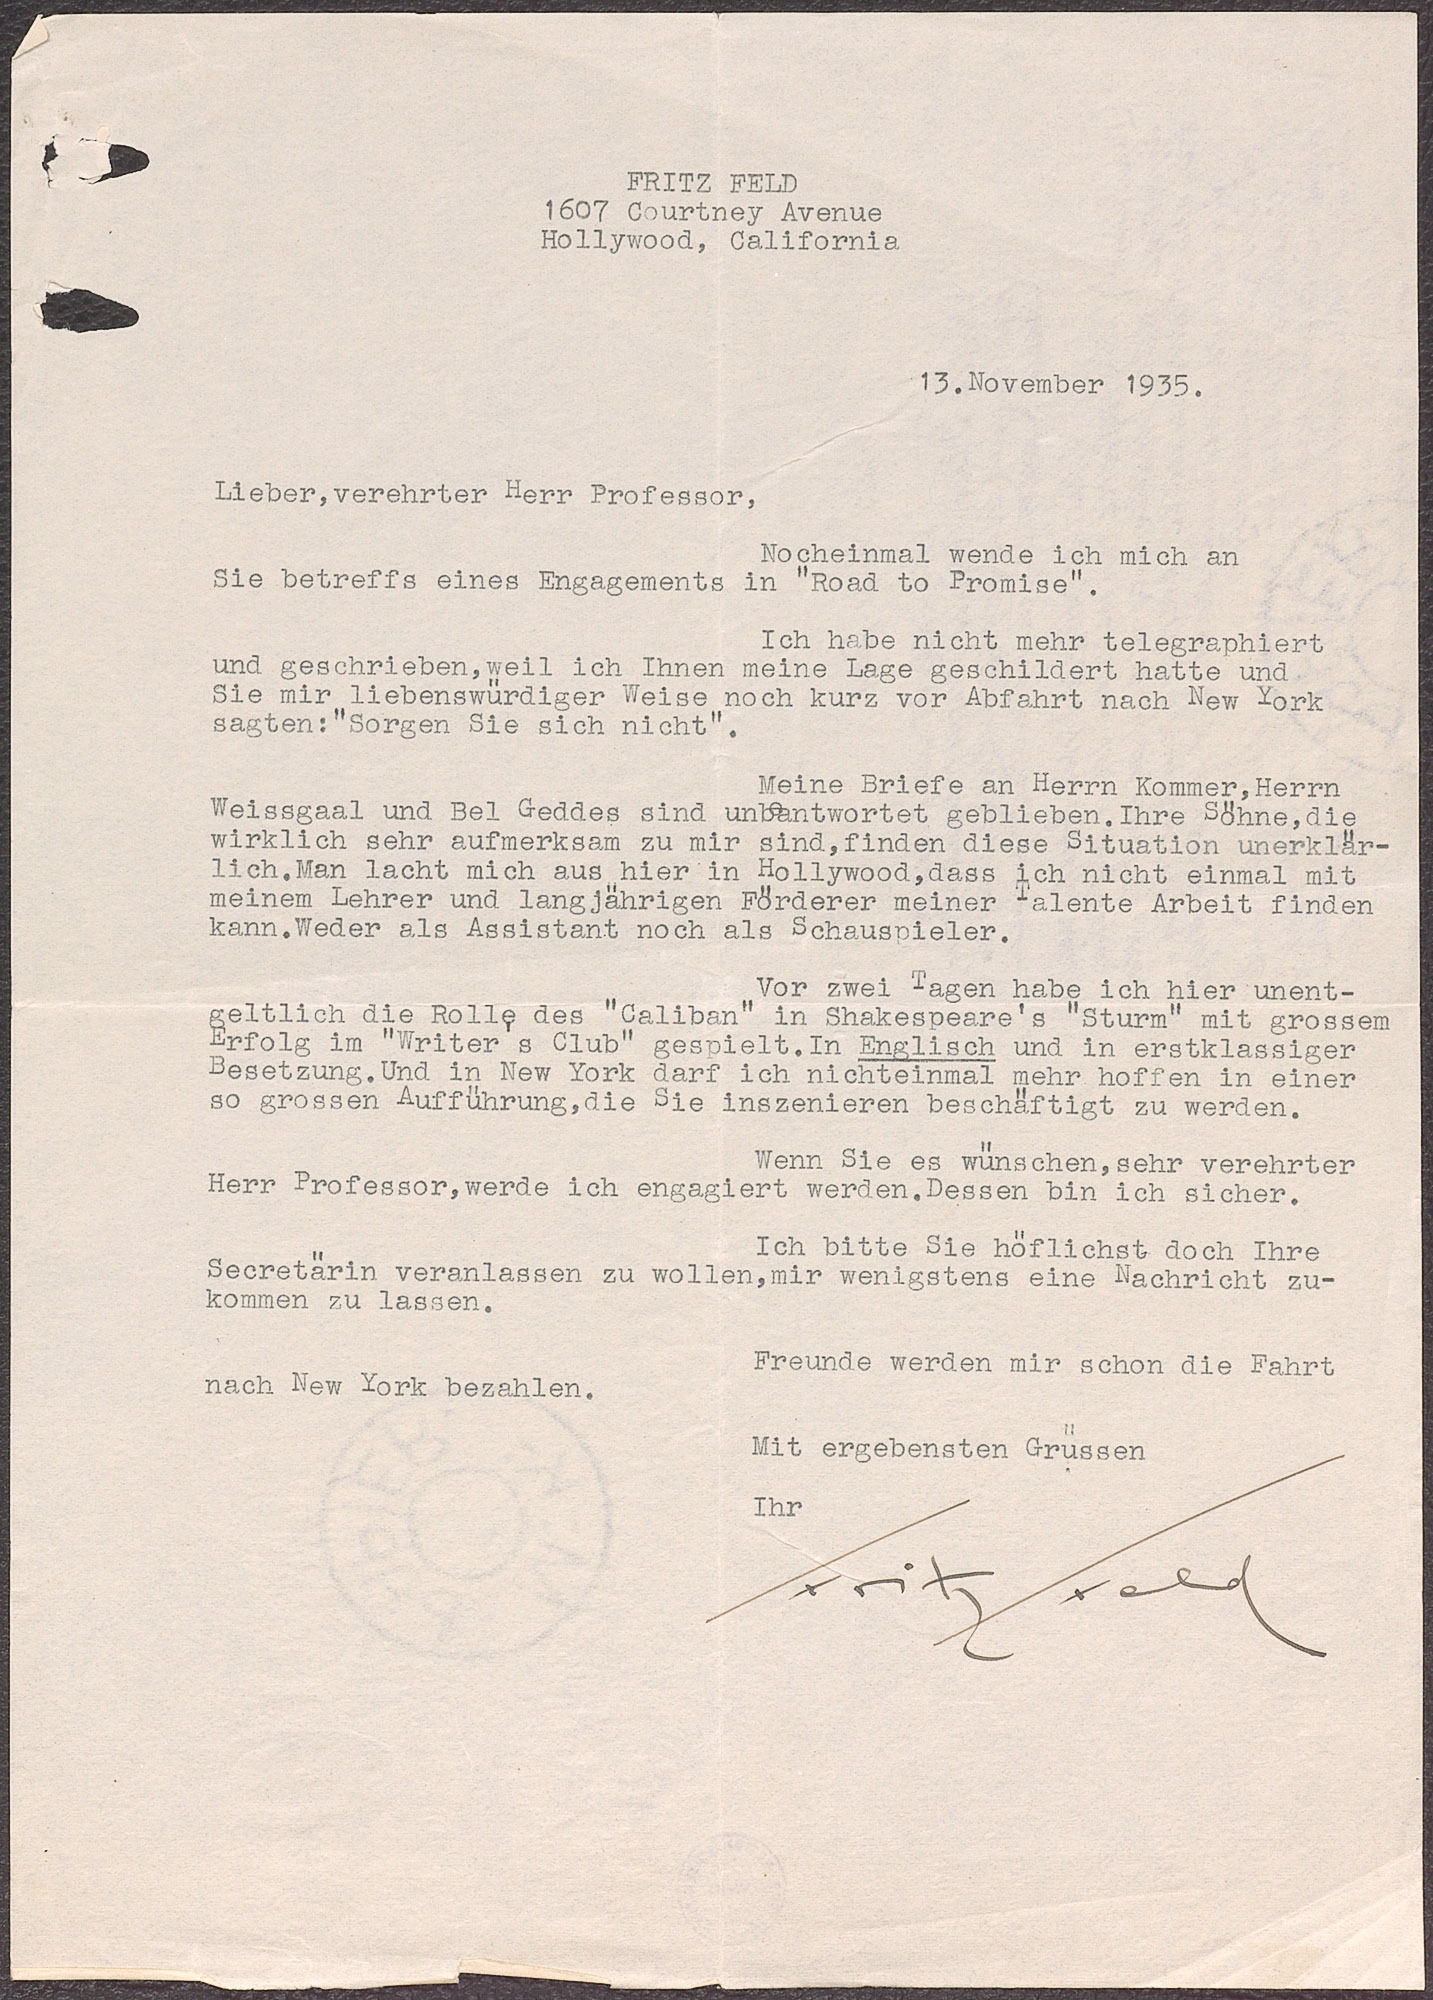 FRITZ FELD
1607 Courtney Avenue
Hollywood, California
13.November 1935.
Lieber,verehrter Herr Professor,
Nocheinmal wende ich mich an
Sie betreffs eines Engagements in "Road to Promise".
Ich habe nicht mehr telegraphiert
und geschrieben,weil ich Ihnen meine Lage geschildert hatte und
Sie mir liebenswürdiger Weise noch kurz vor Abfahrt nach New York
sagten:"Sorgen Sie sich nicht".
Meine Briefe an Herrn Kommer,Herrn
Weissgaal und Bel Geddes sind unbeantwortet geblieben.Ihre Söhne,die
wirklich sehr aufmerksam zu mir sind,finden diese Situation unerklär-
lich.Man lacht mich aus hier in Hollywood,dass ich nicht einmal mit
meinem Lehrer und langjährigen Förderer meiner Talente Arbeit finden
kann.Weder als Assistant noch als Schauspieler.
Vor zwei Tagen habe ich hier unent-
geltlich die Rolle des "Caliban" in Shakespeare's "Sturm" mit grossem
Erfolg im "Writer's Club" gespielt.In Englisch und in erstklassiger
Besetzung.Und in New York darf ich nichteinmal mehr hoffen in einer
so grossen Aufführung,die Sie inszenieren beschäftigt zu werden.
Wenn Sie es wünschen,sehr verehrter
Herr Professor,werde ich engagiert werden.Dessen bin ich sicher.
Ich bitte Sie höflichst doch Ihre
Secretärin veranlassen zu wollen,mir wenigstens eine Nachricht zu-
kommen zu lassen.
Freunde werden mir schon die Fahrt
nach New York bezahlen.
Mit ergebensten Grüssen
Ihr
Fritz Feld